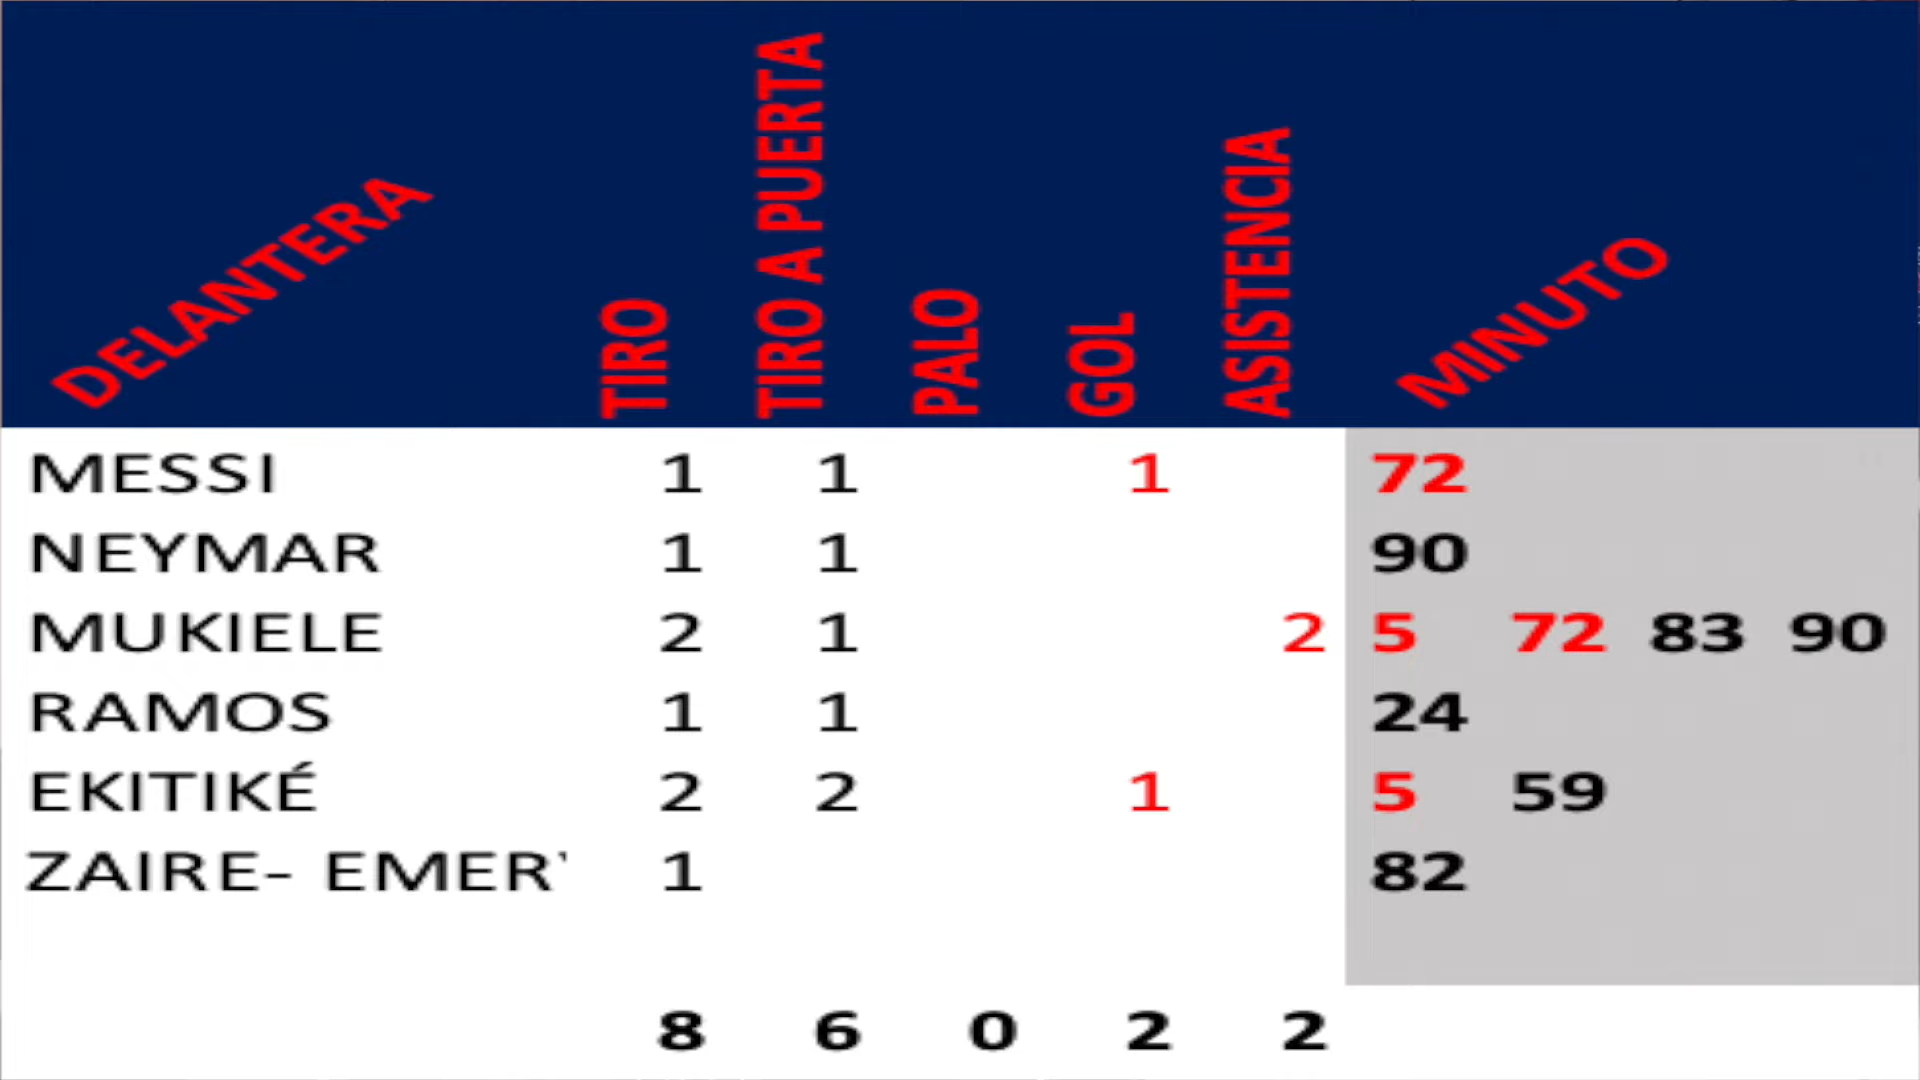 DELANTERA TIRO TIRO A PUERTA PALO GOL ASISTENCIA MINUTO
MESSI 1 1 1 72
NEYMAR 1 1 90
MUKIELE 2 1 2 5 72 83 90
RAMOS 1 1 24
EKITIKÉ 2 2 1 5 59
ZAIRE- EMER 1 82
8 6 0 2 2